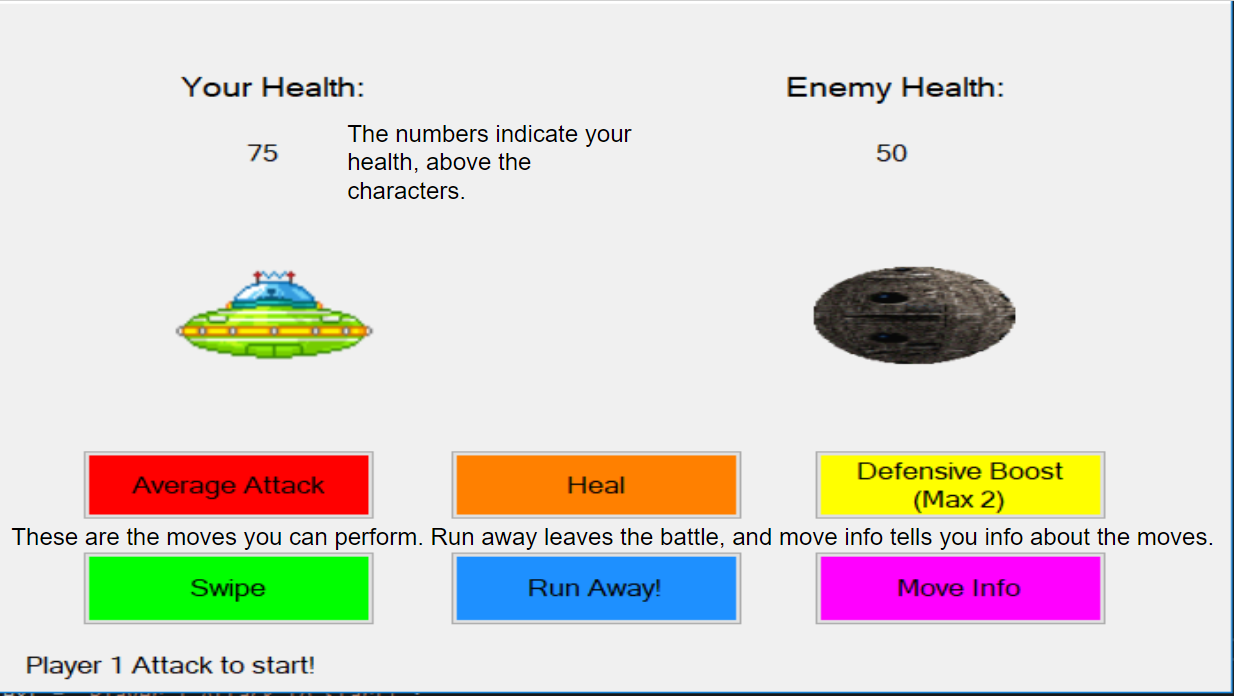 Your Health:
Enemy Health:
75
The numbers indicate your
health, above the
characters.
50
Average Attack
Heal
Defensive Boost
(Max 2)
These are the moves you can perform. Run away leaves the battle, and move info tells you info about the moves.
Swipe
Run Away!
Move Info
Player 1 Attack to start!